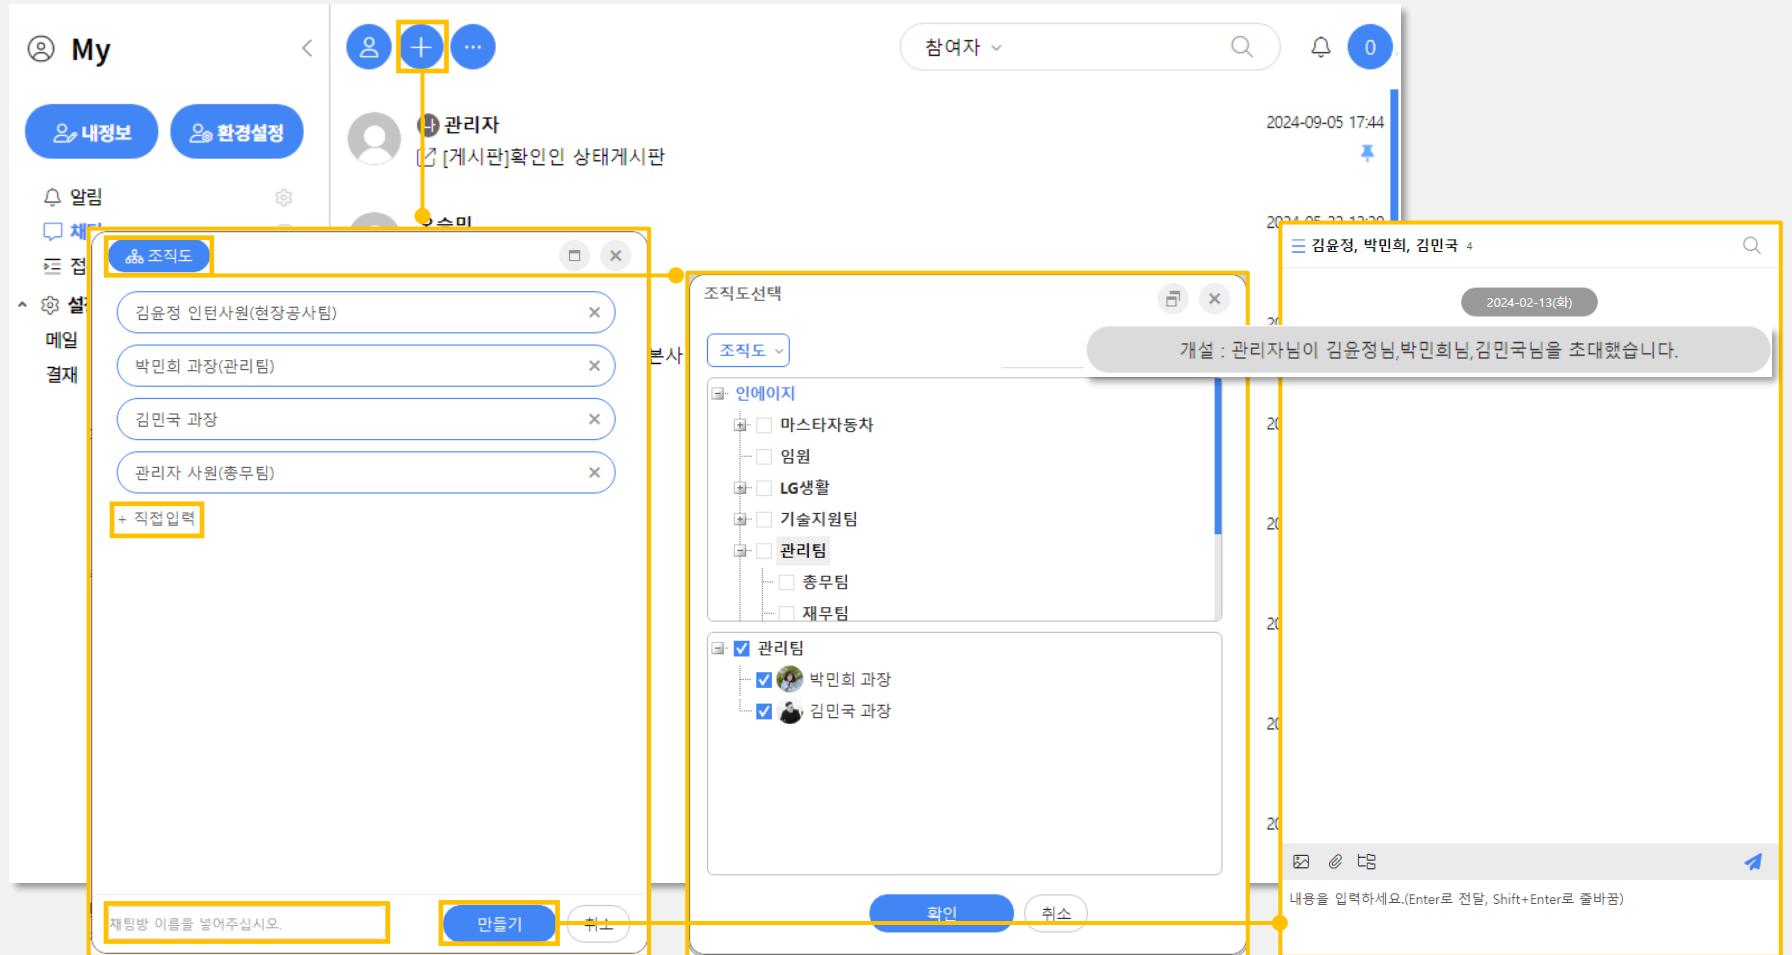 My
내정보
환경설정
알림
채팅
접
설정
메일
결재
참여자
0
나 관리자
2024-09-05 17:44
[게시판]확인인 상태게시판
본사
조직도
김윤정 인턴사원(현장공사팀)
박민희 과장(관리팀)
김민국 과장
관리자 사원(총무팀)
+ 직접입력
채팅방 이름을 넣어주십시오.
만들기
취소
조직도선택
조직도
인에이지
마스타자동차
임원
LG생활
기술지원팀
관리팀
총무팀
재무팀
관리팀
박민희 과장
김민국 과장
확인
취소
김윤정, 박민희, 김민국 4
2024-02-13(화)
개설 : 관리자님이 김윤정님,박민희님,김민국님을 초대했습니다.
내용을 입력하세요.(Enter로 전달, Shift+Enter로 줄바꿈)